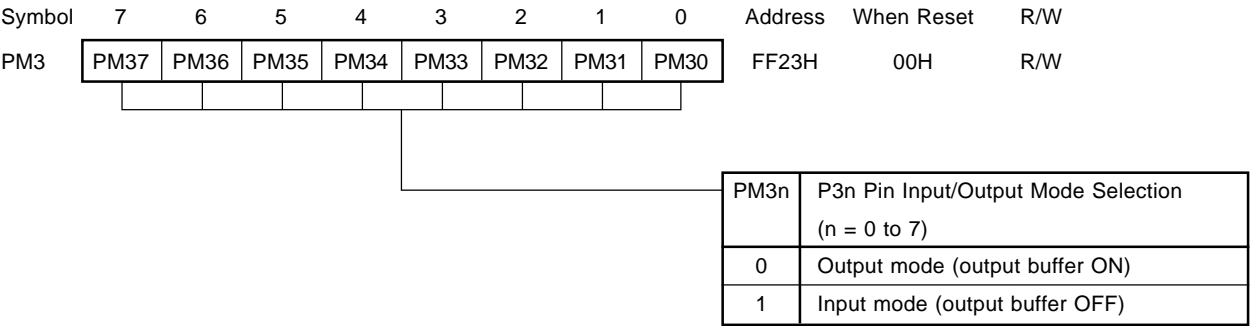 Symbol 7 6 5 4 3 2 1 0 Address When Reset R/W
PM3 PM37 PM36 PM35 PM34 PM33 PM32 PM31 PM30 FF23H 00H R/W
PM3n P3n Pin Input/Output Mode Selection
(n = 0 to 7)
0 Output mode (output buffer ON)
1 Input mode (output buffer OFF)